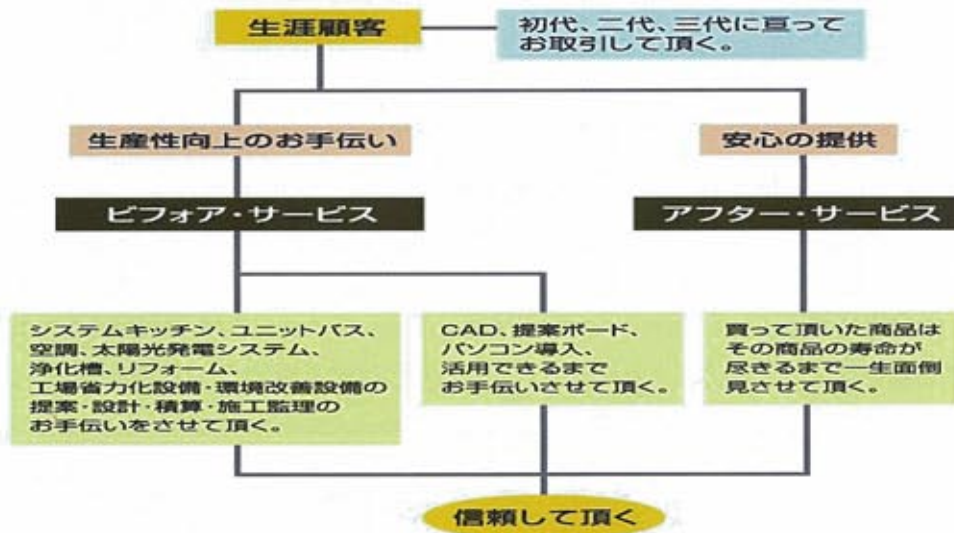 生涯顧客
初代、二代、三代に亘って
お取引して頂く。
生産性向上のお手伝い
安心の提供
ビフォア・サービス
アフター・サービス
システムキッチン、ユニットバス、
空調、太陽光発電システム、
浄化槽、リフォーム、
工場省力化設備・環境改善設備の
提案・設計・積算・施工監理の
お手伝いをさせて頂く。
CAD、提案ボード、
パソコン導入、
活用できるまで
お手伝いさせて頂く。
買って頂いた商品は
その商品の寿命が
尽きるまで一生面倒
見させて頂く。
信頼して頂く